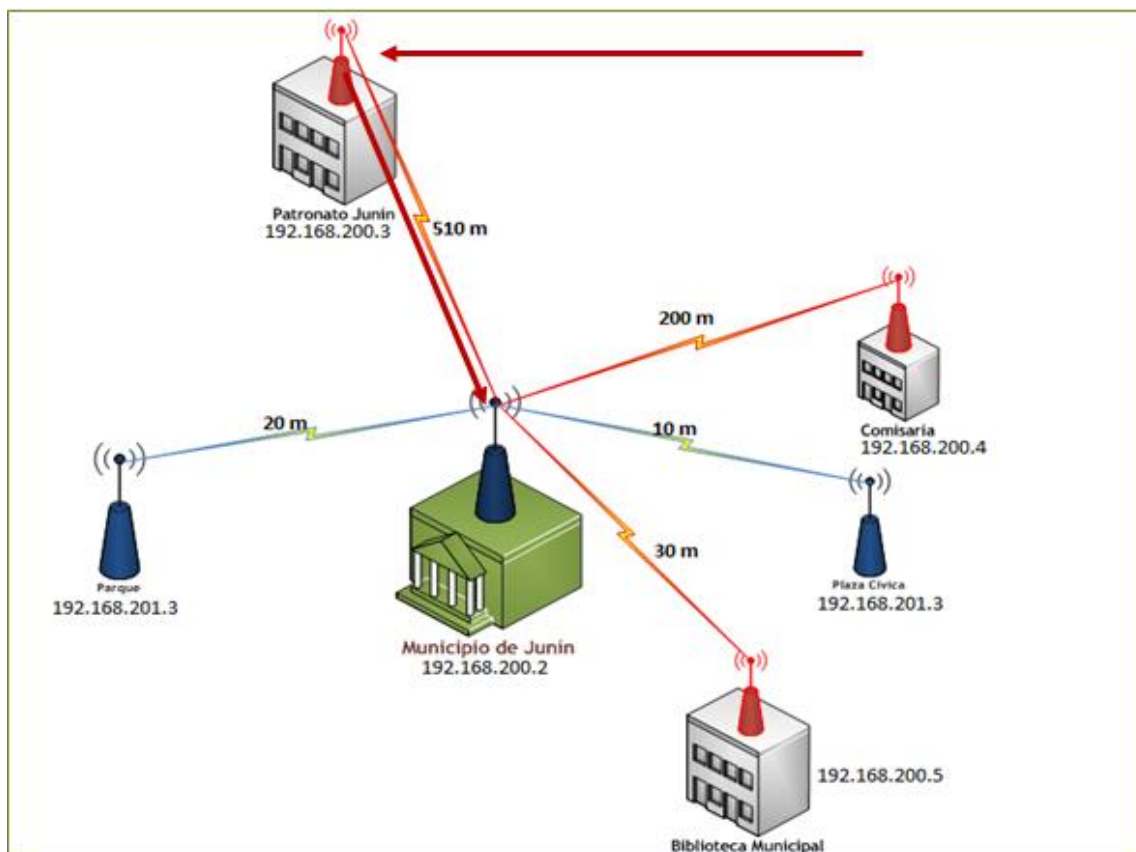 Patronato Junín
192.168.200.3
510 m
200 m
Comisaría
192.168.200.4
20 m
10 m
Parque
192.168.201.3
Plaza Cívica
192.168.201.3
30 m
Municipio de Junín
192.168.200.2
192.168.200.5
Biblioteca Municipal